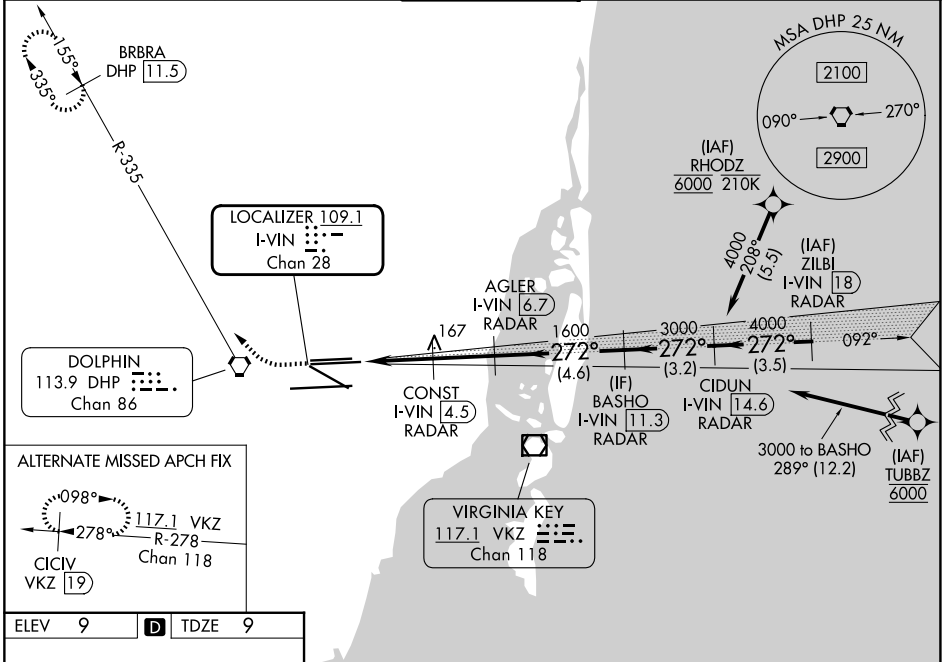 155°
335°
BRBRA
DHP 11.5
R-335
LOCALIZER 109.1
I-VIN
Chan 28
DOLPHIN
113.9 DHP
Chan 86
MSA DHP 25 NM
2100
090°
270°
2900
(IAF)
RHODZ
6000 210K
4000
208°
(5.5)
(IAF)
ZILBI
I-VIN 18
RADAR
AGLER
I-VIN 6.7
RADAR
167
1600
272°
(4.6)
3000
272°
(3.2)
4000
272°
(3.5)
092°
CONST
I-VIN 4.5
RADAR
(IF)
BASHO
I-VIN 11.3
RADAR
CIDUN
I-VIN 14.6
RADAR
3000 to BASHO
289° (12.2)
(IAF)
TUBBZ
6000
VIRGINIA KEY
117.1 VKZ
Chan 118
ALTERNATE MISSED APCH FIX
098°
278°
117.1 VKZ
R-278
Chan 118
CICIV
VKZ 19
ELEV 9 D TDZE 9